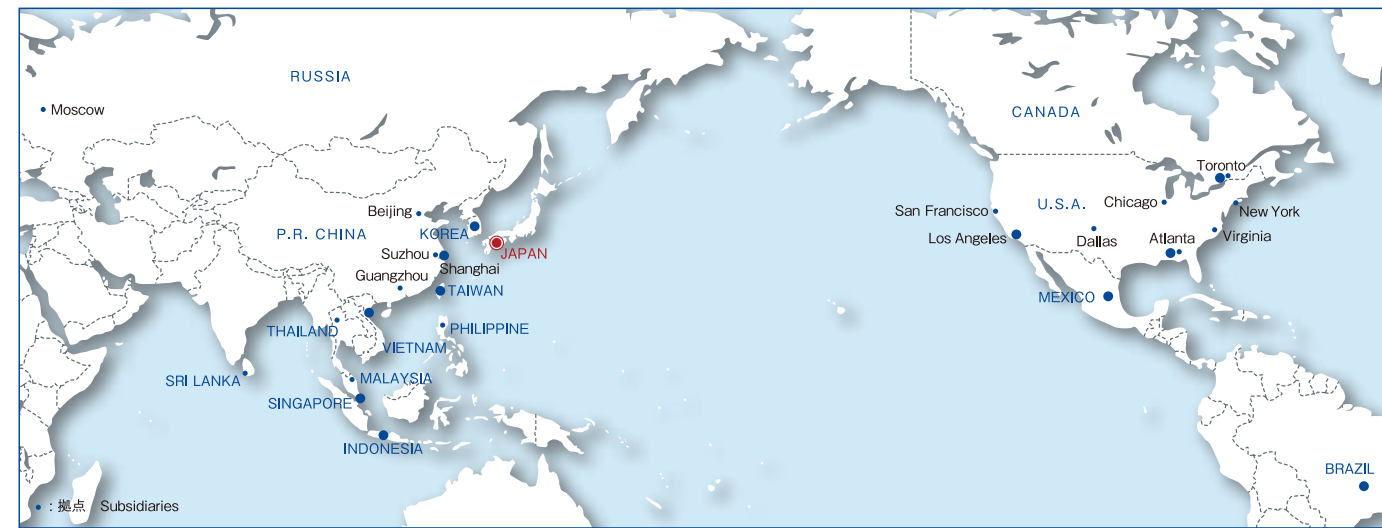 RUSSIA
Moscow
CANADA
Toronto
Beijing
P.R. CHINA
KOREA
JAPAN
Suzhou
Shanghai
Guangzhou
TAIWAN
THAILAND
VIETNAM
PHILIPPINE
SRI LANKA
MALAYSIA
SINGAPORE
INDONESIA
San Francisco
U.S.A.
Chicago
New York
Los Angeles
Dallas
Atlanta
Virginia
MEXICO
BRAZIL
● : 拠点 Subsidiaries